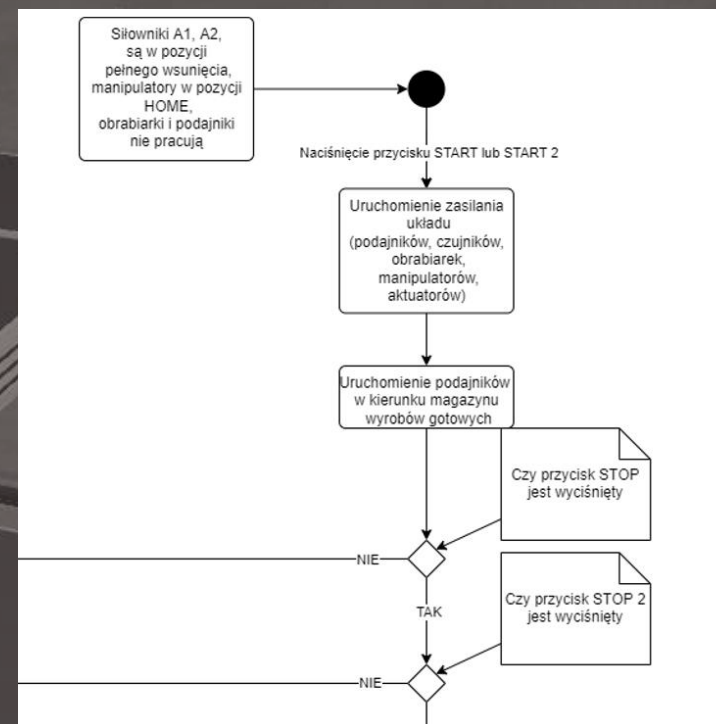 Siłowniki A1, A2,
są w pozycji
pełnego wsunięcia,
manipulatory w pozycji
HOME,
obrabiarki i podajniki
nie pracują
Naciśnięcie przycisku START lub START 2
Uruchomienie zasilania
układu
(podajników, czujników,
obrabiarek,
manipulatorów,
aktuatorów)
Uruchomienie podajników
w kierunku magazynu
wyrobów gotowych
Czy przycisk STOP
jest wyciśnięty
NIE
TAK
Czy przycisk STOP 2
jest wyciśnięty
NIE